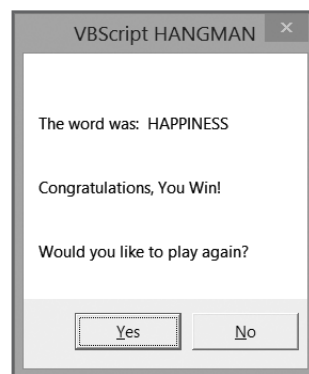 VBScript HANGMAN ×
The word was: HAPPINESS
Congratulations, You Win!
Would you like to play again?
Yes No